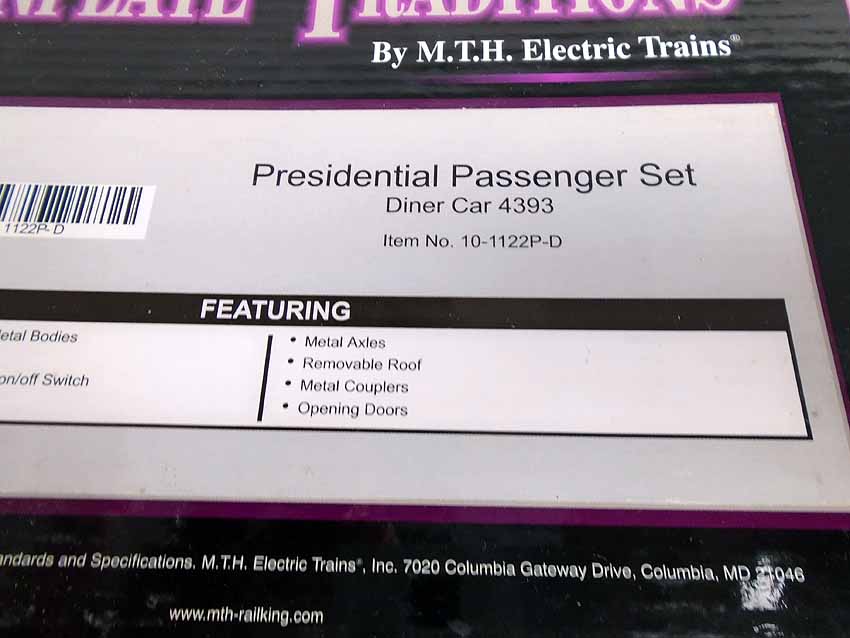 TRADITIONS
By M.T.H. Electric Trains®
Presidential Passenger Set
Diner Car 4393
1122P-D
Item No. 10-1122P-D
FEATURING
etal Bodies
on/off Switch
• Metal Axles
• Removable Roof
• Metal Couplers
• Opening Doors
andards and Specifications. M.T.H. Electric Trains®, Inc. 7020 Columbia Gateway Drive, Columbia, MD 21046
www.mth-railking.com